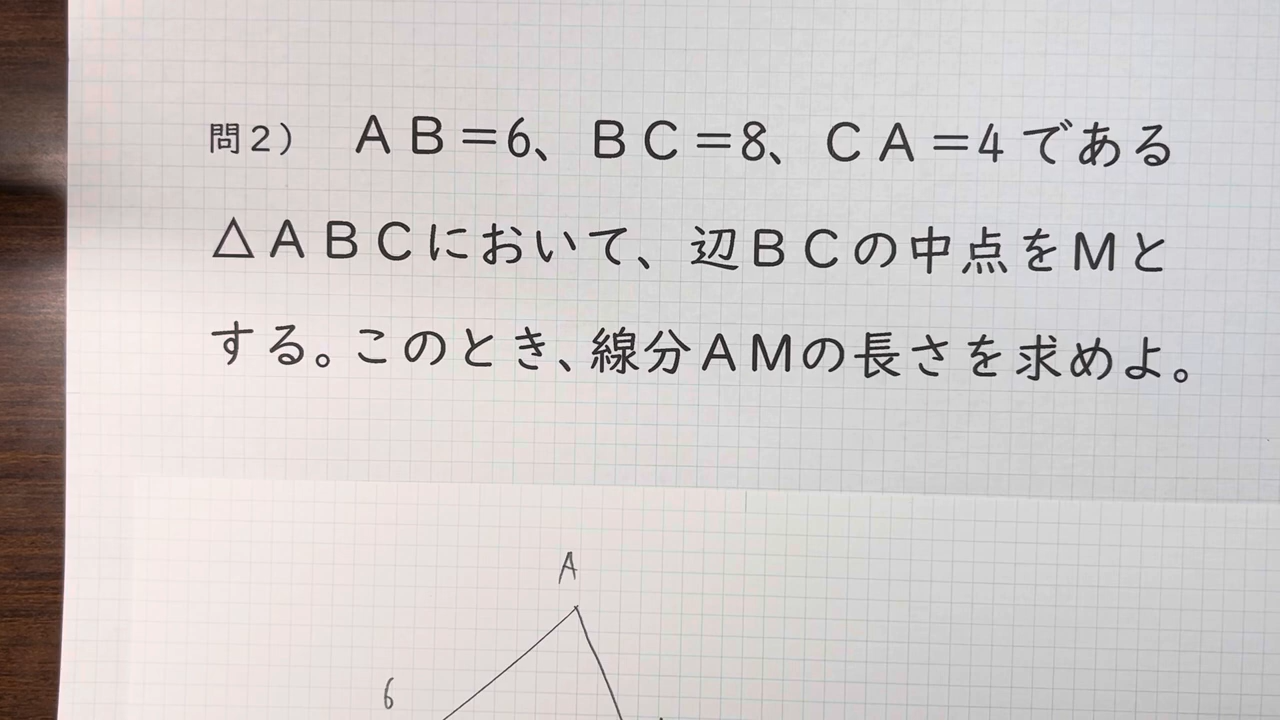 問2） AB＝6、BC＝8、CA＝4である
△ABCにおいて、辺BCの中点をMと
する。このとき、線分AMの長さを求めよ。
A
6